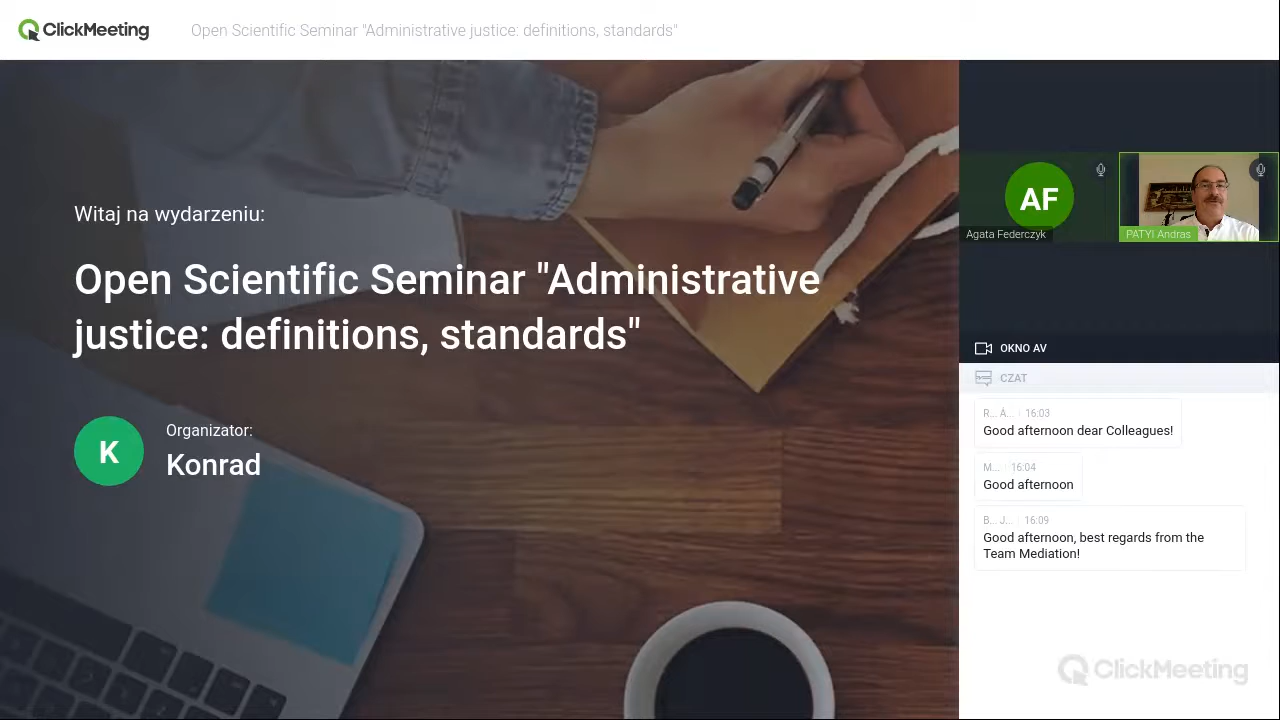 ClickMeeting
Open Scientific Seminar "Administrative justice: definitions, standards"
Witaj na wydarzeniu:
Open Scientific Seminar "Administrative
justice: definitions, standards"
K
Organizator:
Konrad
AF
Agata Federczyk
PATYI Andras
OKNO AV
CZAT
R... Á... 16:03
Good afternoon dear Colleagues!
M... 16:04
Good afternoon
B... J... 16:09
Good afternoon, best regards from the
Team Mediation!
ClickMeeting